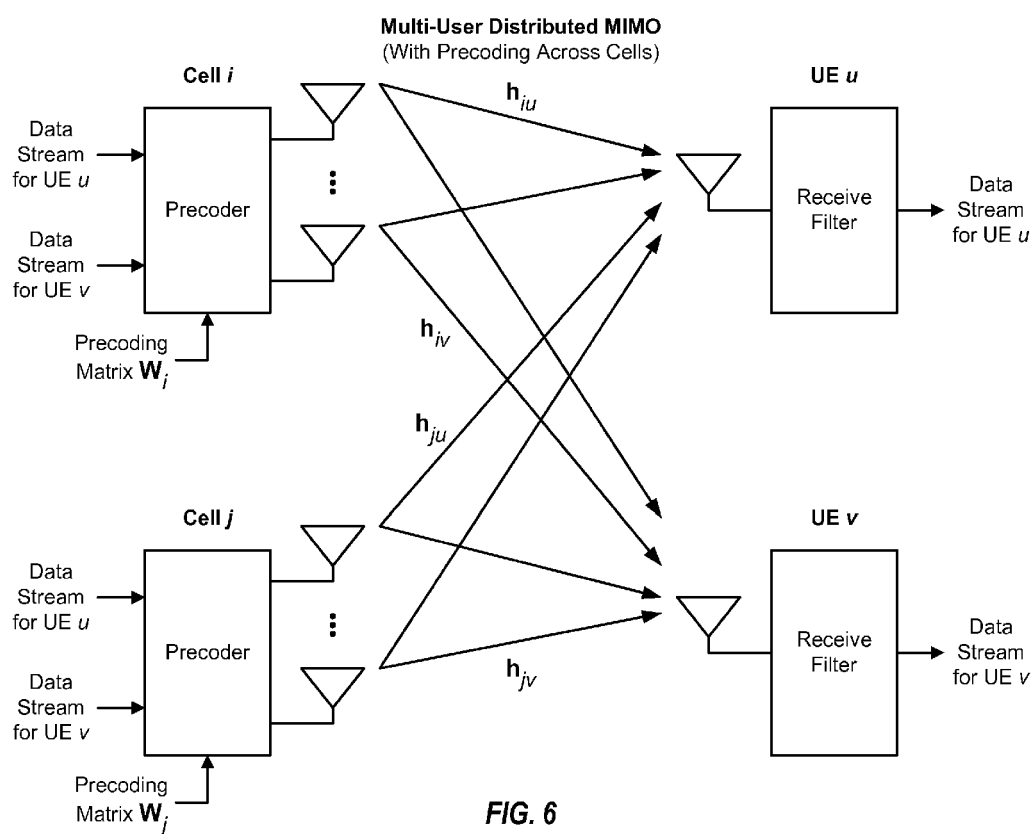 Multi-User Distributed MIMO
(With Precoding Across Cells)
Cell i
UE u
Data
Stream
for UE u
Data
Stream
for UE v
Precoder
Precoding
Matrix W_i
h_iu
h_iv
h_ju
h_jv
Receive
Filter
Data
Stream
for UE u
Cell j
UE v
Data
Stream
for UE u
Data
Stream
for UE v
Precoder
Precoding
Matrix W_j
Receive
Filter
Data
Stream
for UE v
FIG. 6